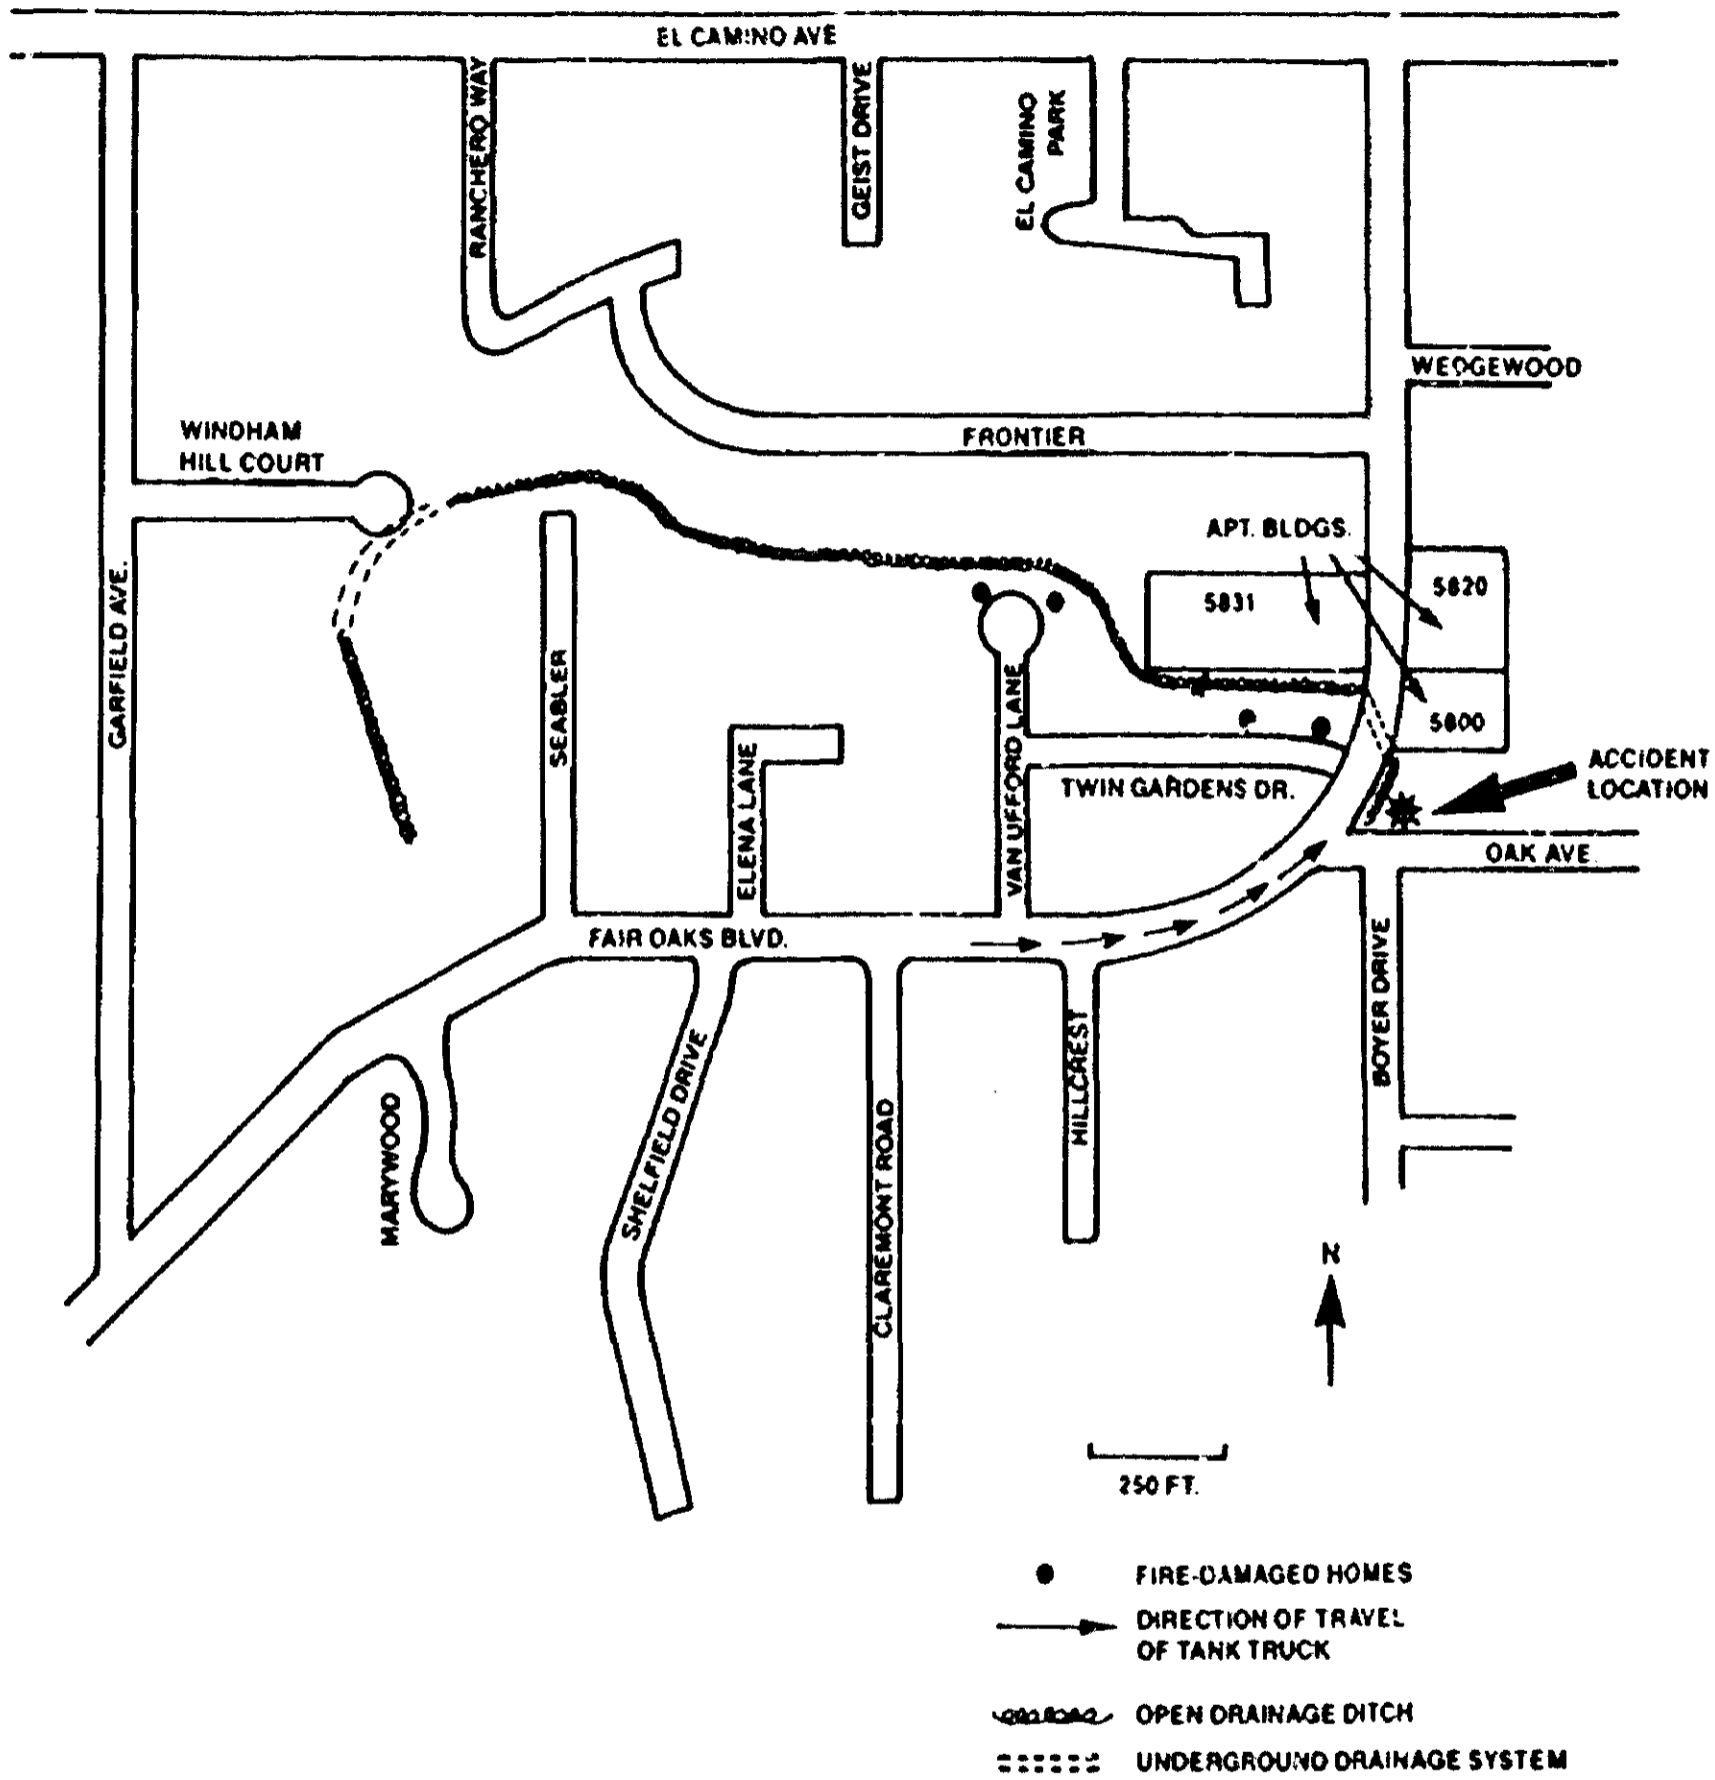 EL CAMINO AVE
RANCHERO WAY
GEIST DRIVE
EL CAMINO
PARK
WEDGEWOOD
FRONTIER
WINDHAM
HILL COURT
APT. BLDGS.
5831
5820
5800
GARFIELD AVE.
SEABLER
ELENA LANE
VAN UFFORD LANE
TWIN GARDENS DR.
ACCIDENT
LOCATION
OAK AVE.
FAIR OAKS BLVD.
BOYER DRIVE
MARYWOOD
SHELFIELD DRIVE
CLAREMONT ROAD
HILLCREST
N
250 FT.
FIRE-DAMAGED HOMES
DIRECTION OF TRAVEL
OF TANK TRUCK
OPEN DRAINAGE DITCH
UNDERGROUND DRAINAGE SYSTEM